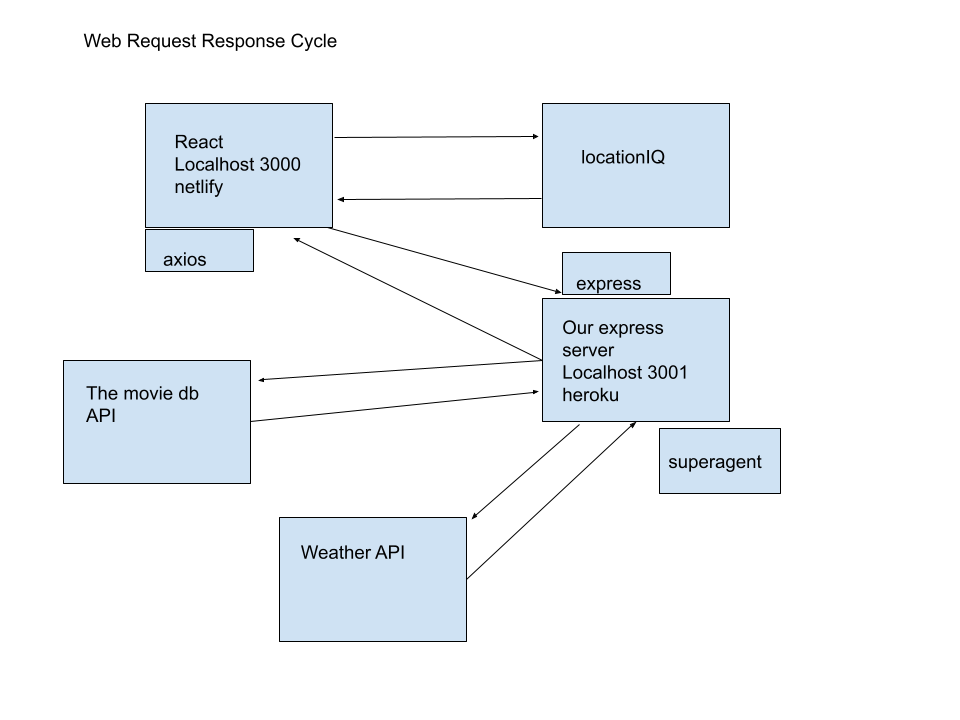 Web Request Response Cycle
React
Localhost 3000
netlify
locationIQ
axios
express
Our express
server
Localhost 3001
heroku
The movie db
API
superagent
Weather API